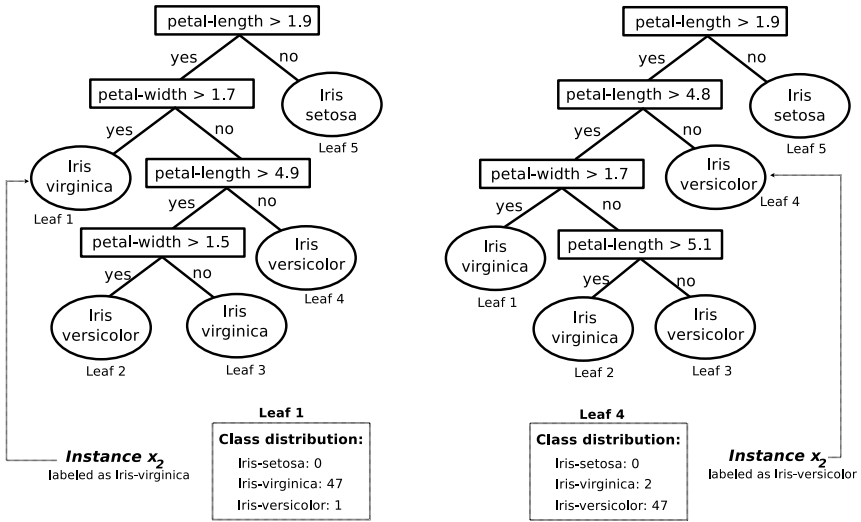 petal-length > 1.9
yes
no
petal-width > 1.7
Iris
setosa
Leaf 5
yes
no
Iris
virginica
Leaf 1
petal-length > 4.9
yes
no
petal-width > 1.5
Iris
versicolor
Leaf 4
yes
no
Iris
versicolor
Leaf 2
Iris
virginica
Leaf 3
Instance x2
labeled as Iris-virginica
Leaf 1
Class distribution:
Iris-setosa: 0
Iris-virginica: 47
Iris-versicolor: 1
petal-length > 1.9
yes
no
petal-length > 4.8
Iris
setosa
Leaf 5
yes
no
petal-width > 1.7
Iris
versicolor
Leaf 4
yes
no
Iris
virginica
Leaf 1
petal-length > 5.1
yes
no
Iris
virginica
Leaf 2
Iris
versicolor
Leaf 3
Leaf 4
Class distribution:
Iris-setosa: 0
Iris-virginica: 2
Iris-versicolor: 47
Instance x2
labeled as Iris-versicolor